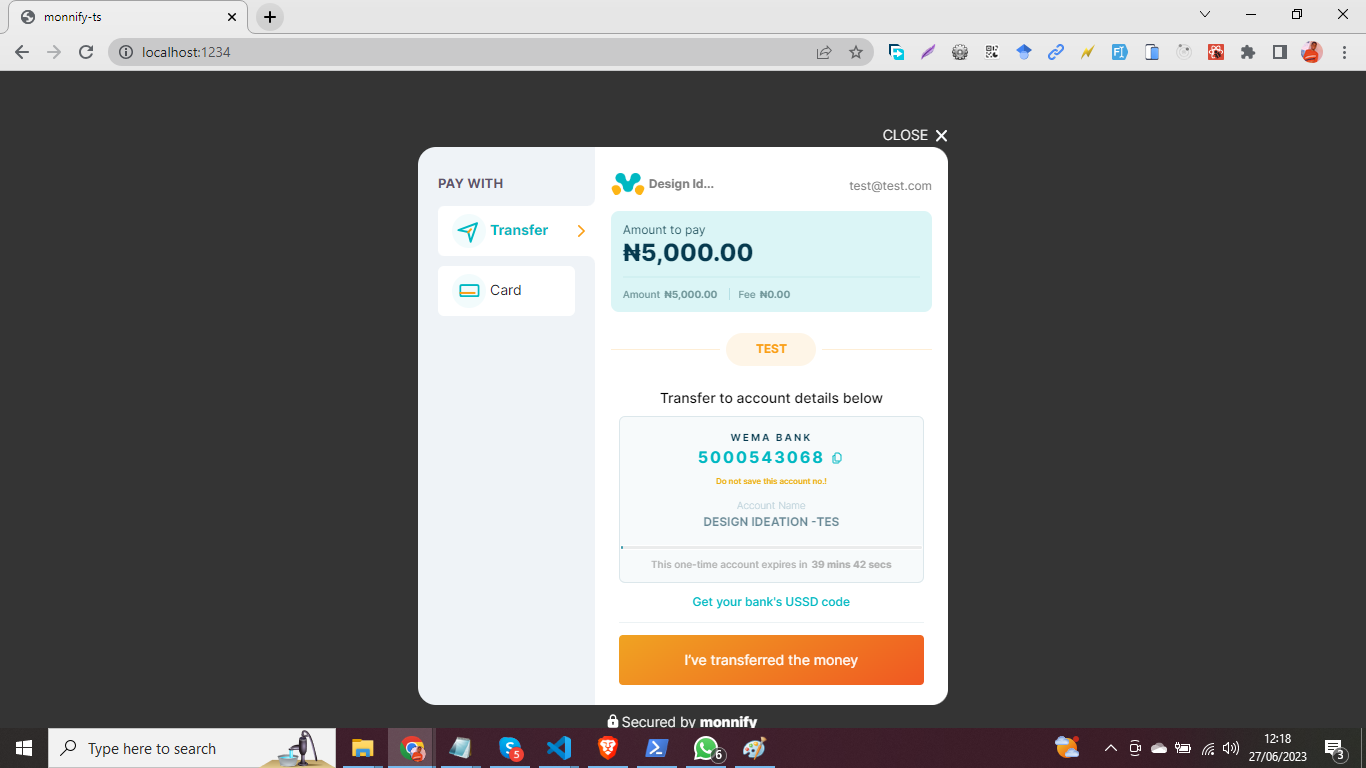 monnify-ts
localhost:1234
CLOSE
PAY WITH
Transfer
Card
Design Id...
test@test.com
Amount to pay
₦5,000.00
Amount ₦5,000.00 Fee ₦0.00
TEST
Transfer to account details below
WEMA BANK
5000543068
Do not save this account no.!
Account Name
DESIGN IDEATION -TES
This one-time account expires in 39 mins 42 secs
Get your bank's USSD code
I've transferred the money
Secured by monnify
Type here to search
5
6
12:18
27/06/2023
3